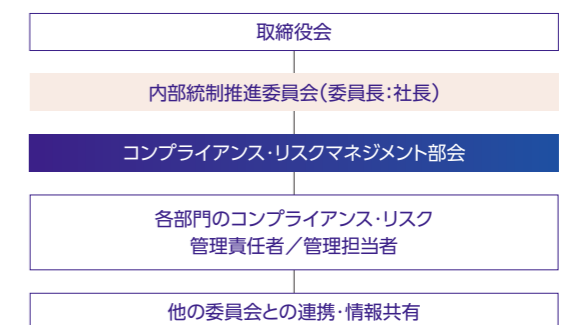 取締役会
内部統制推進委員会（委員長：社長）
コンプライアンス・リスクマネジメント部会
各部門のコンプライアンス・リスク
管理責任者／管理担当者
他の委員会との連携・情報共有